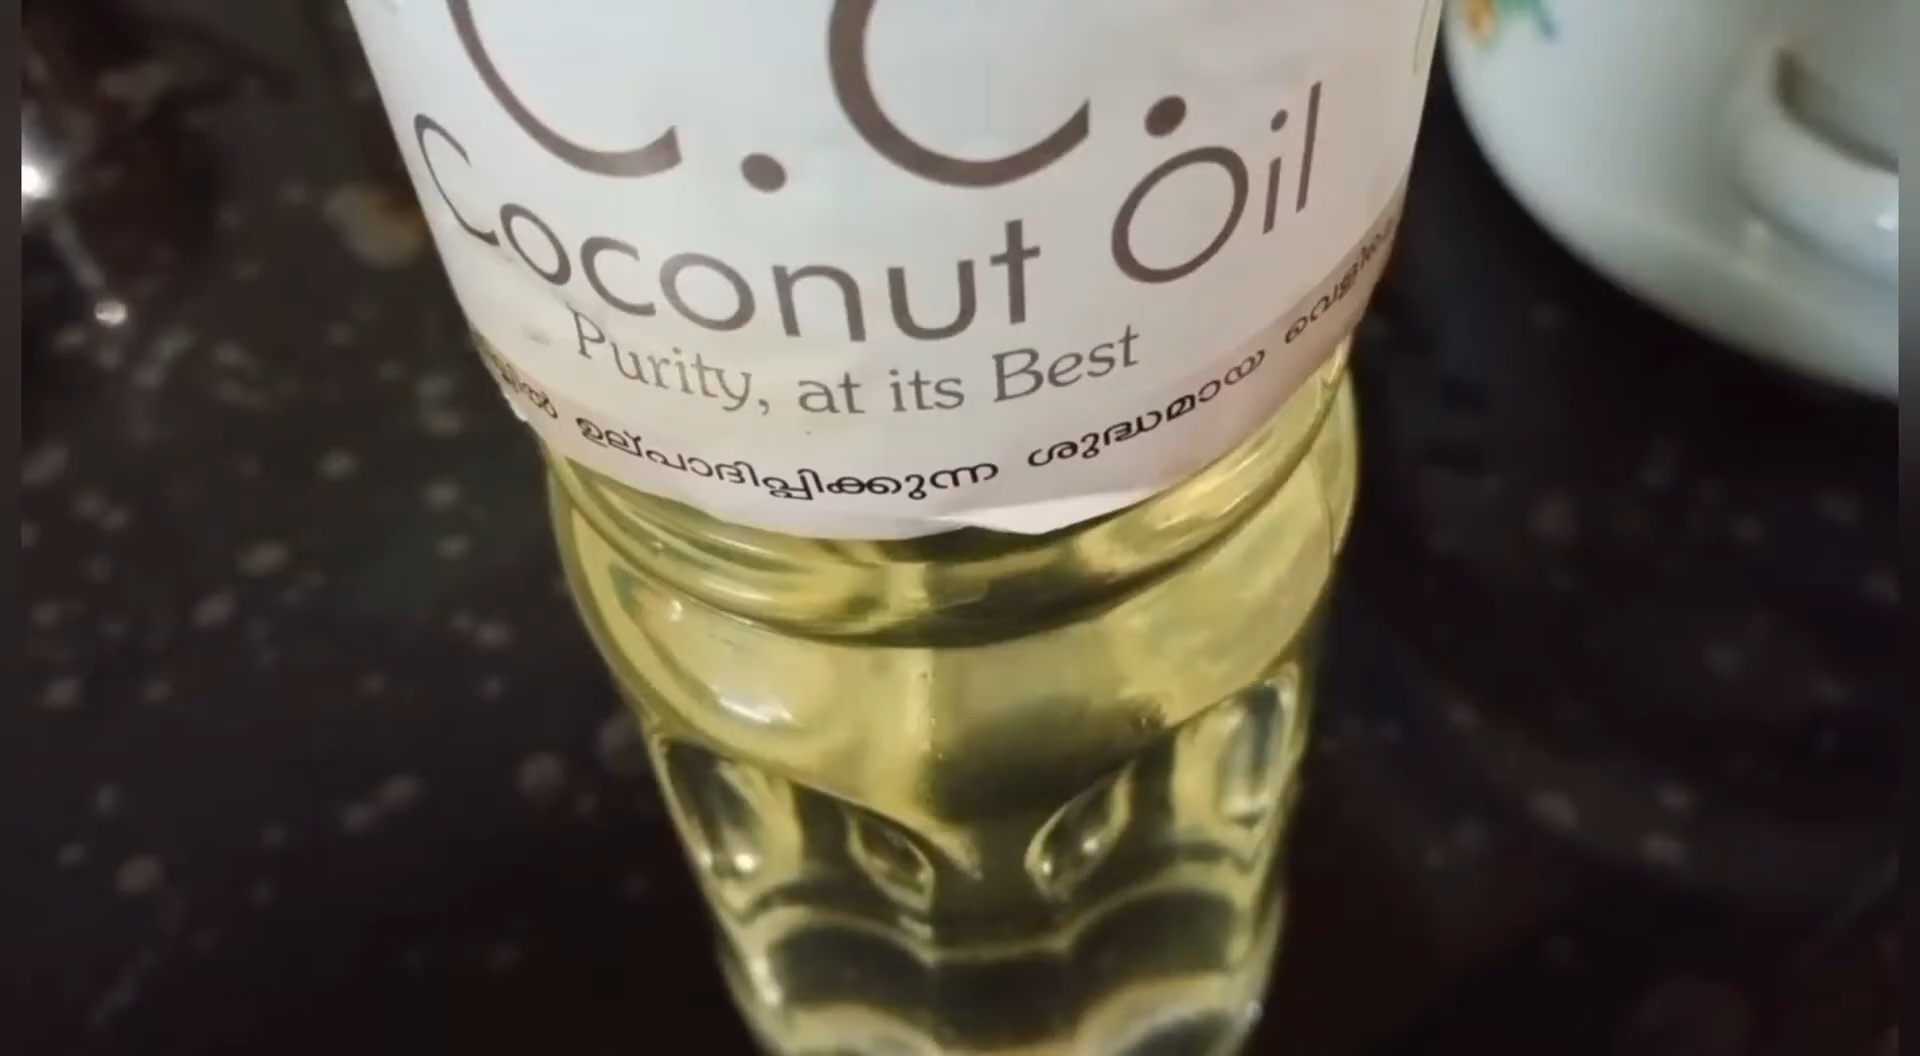 C.C.
Coconut Oil
Purity, at its Best
ഉല്പാദിപ്പിക്കുന്ന ശുദ്ധമായ